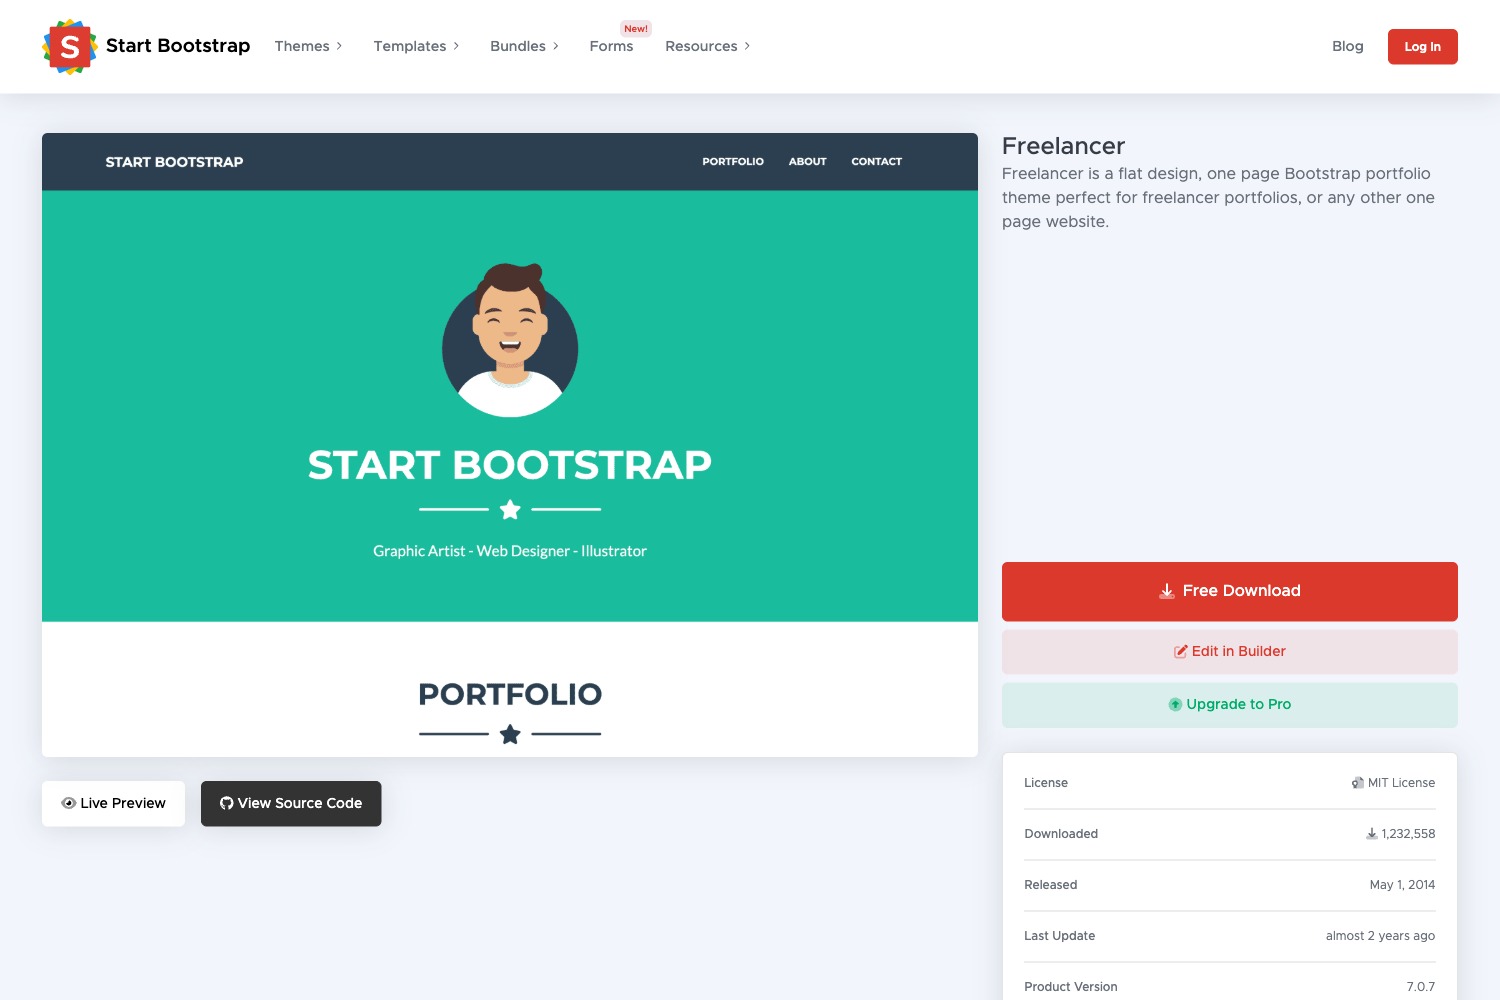 S
Start Bootstrap
Themes
Templates
Bundles
Forms
New!
Resources
Blog
Log In
START BOOTSTRAP
PORTFOLIO
ABOUT
CONTACT
START BOOTSTRAP
Graphic Artist - Web Designer - Illustrator
PORTFOLIO
Live Preview
View Source Code
Freelancer
Freelancer is a flat design, one page Bootstrap portfolio
theme perfect for freelancer portfolios, or any other one
page website.
Free Download
Edit in Builder
Upgrade to Pro
License
MIT License
Downloaded
1,232,558
Released
May 1, 2014
Last Update
almost 2 years ago
Product Version
7.0.7